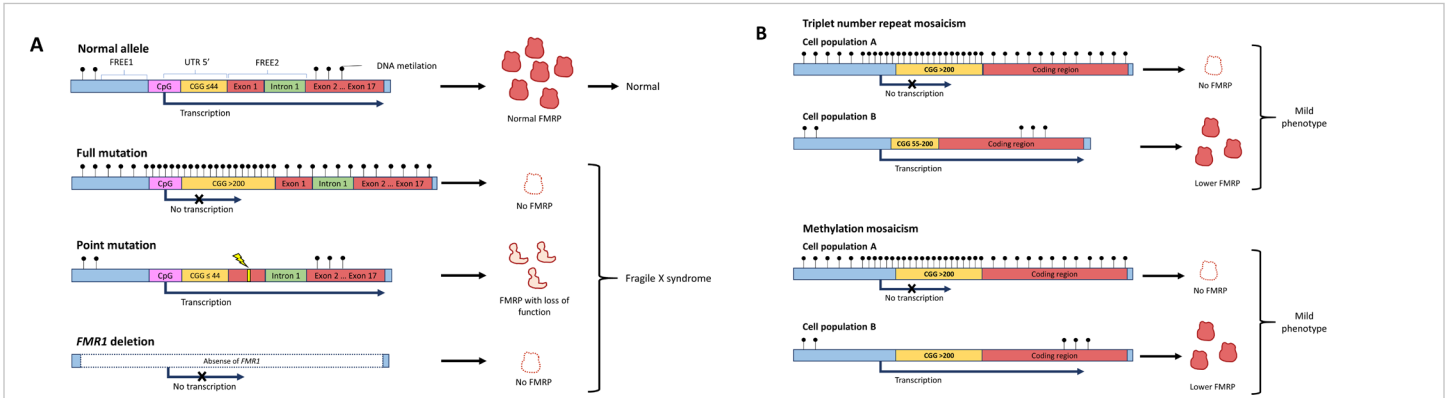 A
Normal allele
FREE1
UTR 5'
FREE2
DNA metilation
CpG
CGG ≤44
Exon 1
Intron 1
Exon 2 ... Exon 17
Transcription
Normal FMRP
Normal
Full mutation
CpG
CGG >200
Exon 1
Intron 1
Exon 2 ... Exon 17
No transcription
No FMRP
Point mutation
CpG
CGG ≤ 44
Intron 1
Exon 2 ... Exon 17
Transcription
FMRP with loss of
function
FMR1 deletion
Absense of FMR1
No transcription
No FMRP
Fragile X syndrome
B
Triplet number repeat mosaicism
Cell population A
CGG >200
Coding region
No transcription
No FMRP
Cell population B
CGG 55-200
Coding region
Transcription
Lower FMRP
Mild
phenotype
Methylation mosaicism
Cell population A
CGG >200
Coding region
No transcription
No FMRP
Cell population B
CGG >200
Coding region
Transcription
Lower FMRP
Mild
phenotype